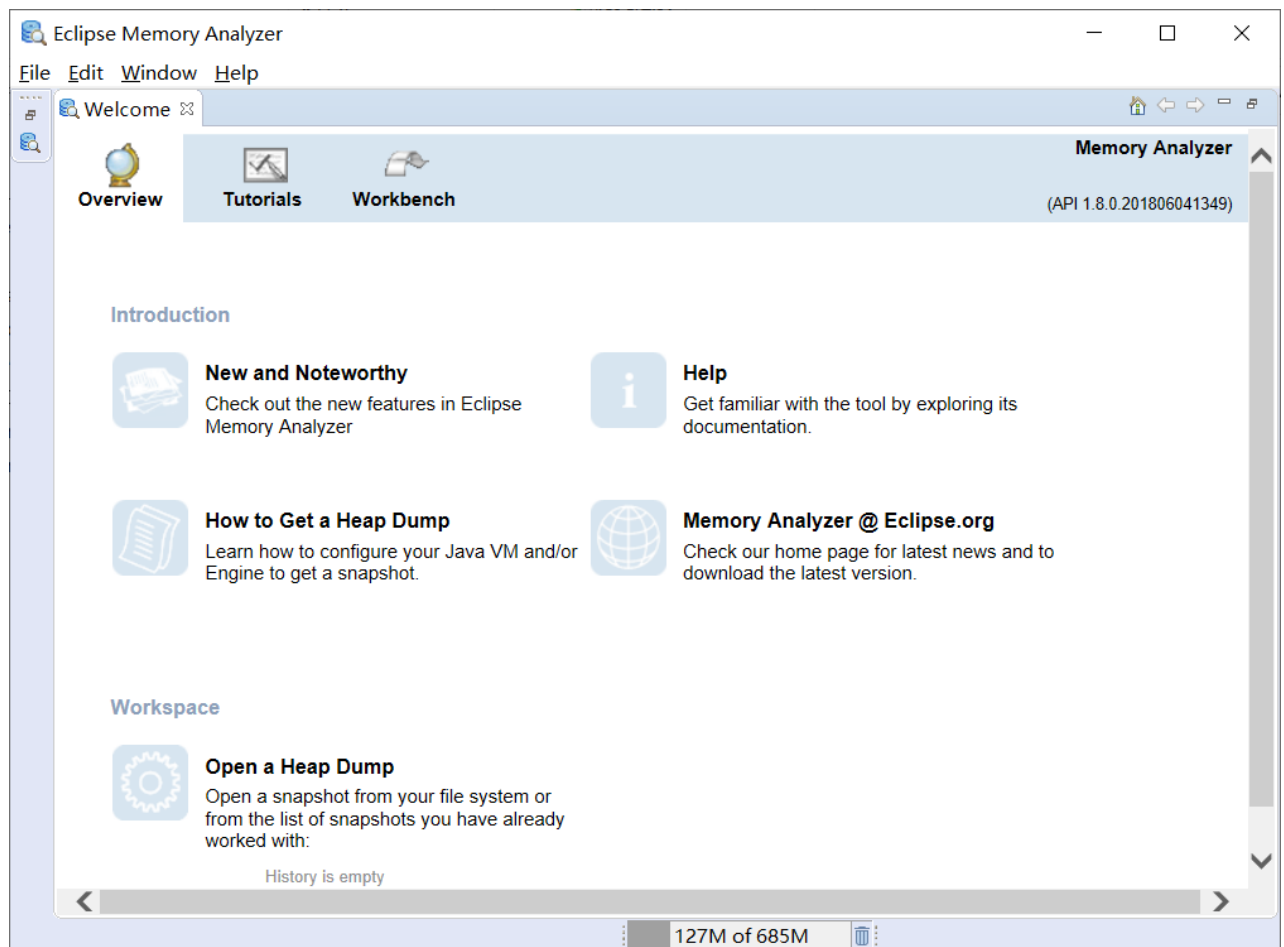 Eclipse Memory Analyzer
File Edit Window Help
Welcome
Overview
Tutorials
Workbench
Memory Analyzer
(API 1.8.0.201806041349)
Introduction
New and Noteworthy
Check out the new features in Eclipse
Memory Analyzer
Help
Get familiar with the tool by exploring its
documentation.
How to Get a Heap Dump
Learn how to configure your Java VM and/or
Engine to get a snapshot.
Memory Analyzer @ Eclipse.org
Check our home page for latest news and to
download the latest version.
Workspace
Open a Heap Dump
Open a snapshot from your file system or
from the list of snapshots you have already
worked with:
History is empty
127M of 685M